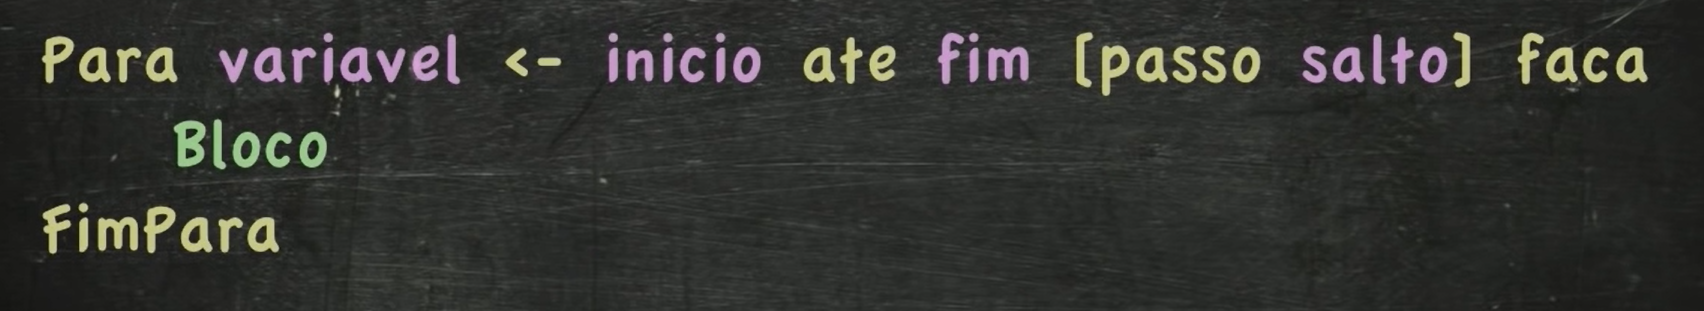 Para variavel <- inicio ate fim [passo salto] faca
Bloco
FimPara